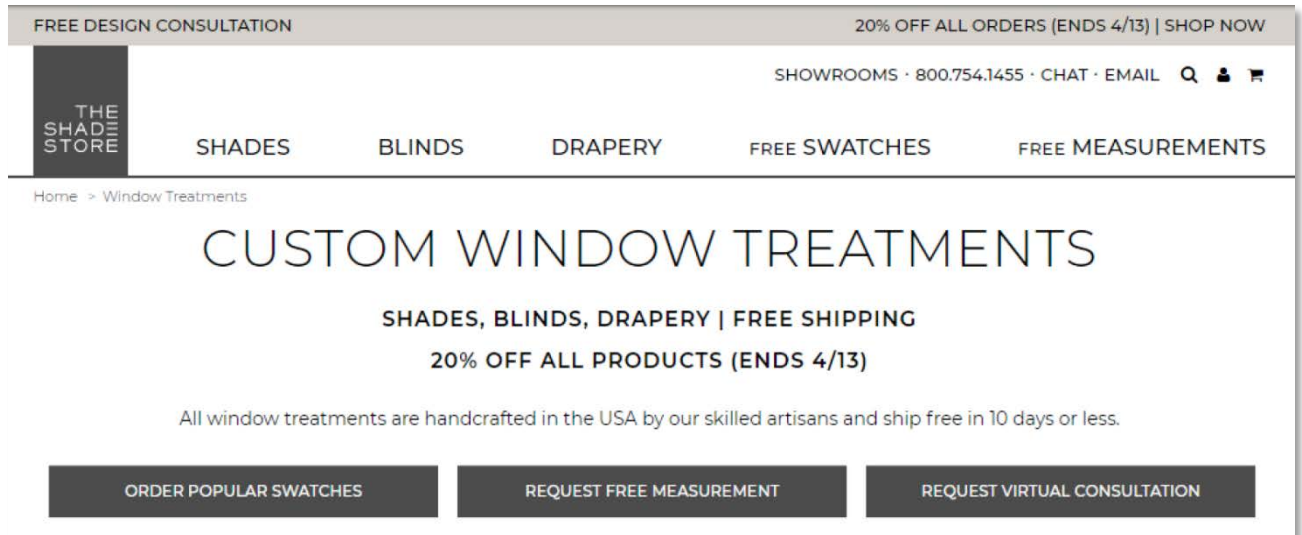 FREE DESIGN CONSULTATION
20% OFF ALL ORDERS (ENDS 4/13) | SHOP NOW
SHOWROOMS · 800.754.1455 · CHAT · EMAIL
THE
SHADE
STORE
SHADES BLINDS DRAPERY FREE SWATCHES FREE MEASUREMENTS
Home > Window Treatments
CUSTOM WINDOW TREATMENTS
SHADES, BLINDS, DRAPERY | FREE SHIPPING
20% OFF ALL PRODUCTS (ENDS 4/13)
All window treatments are handcrafted in the USA by our skilled artisans and ship free in 10 days or less.
ORDER POPULAR SWATCHES REQUEST FREE MEASUREMENT REQUEST VIRTUAL CONSULTATION